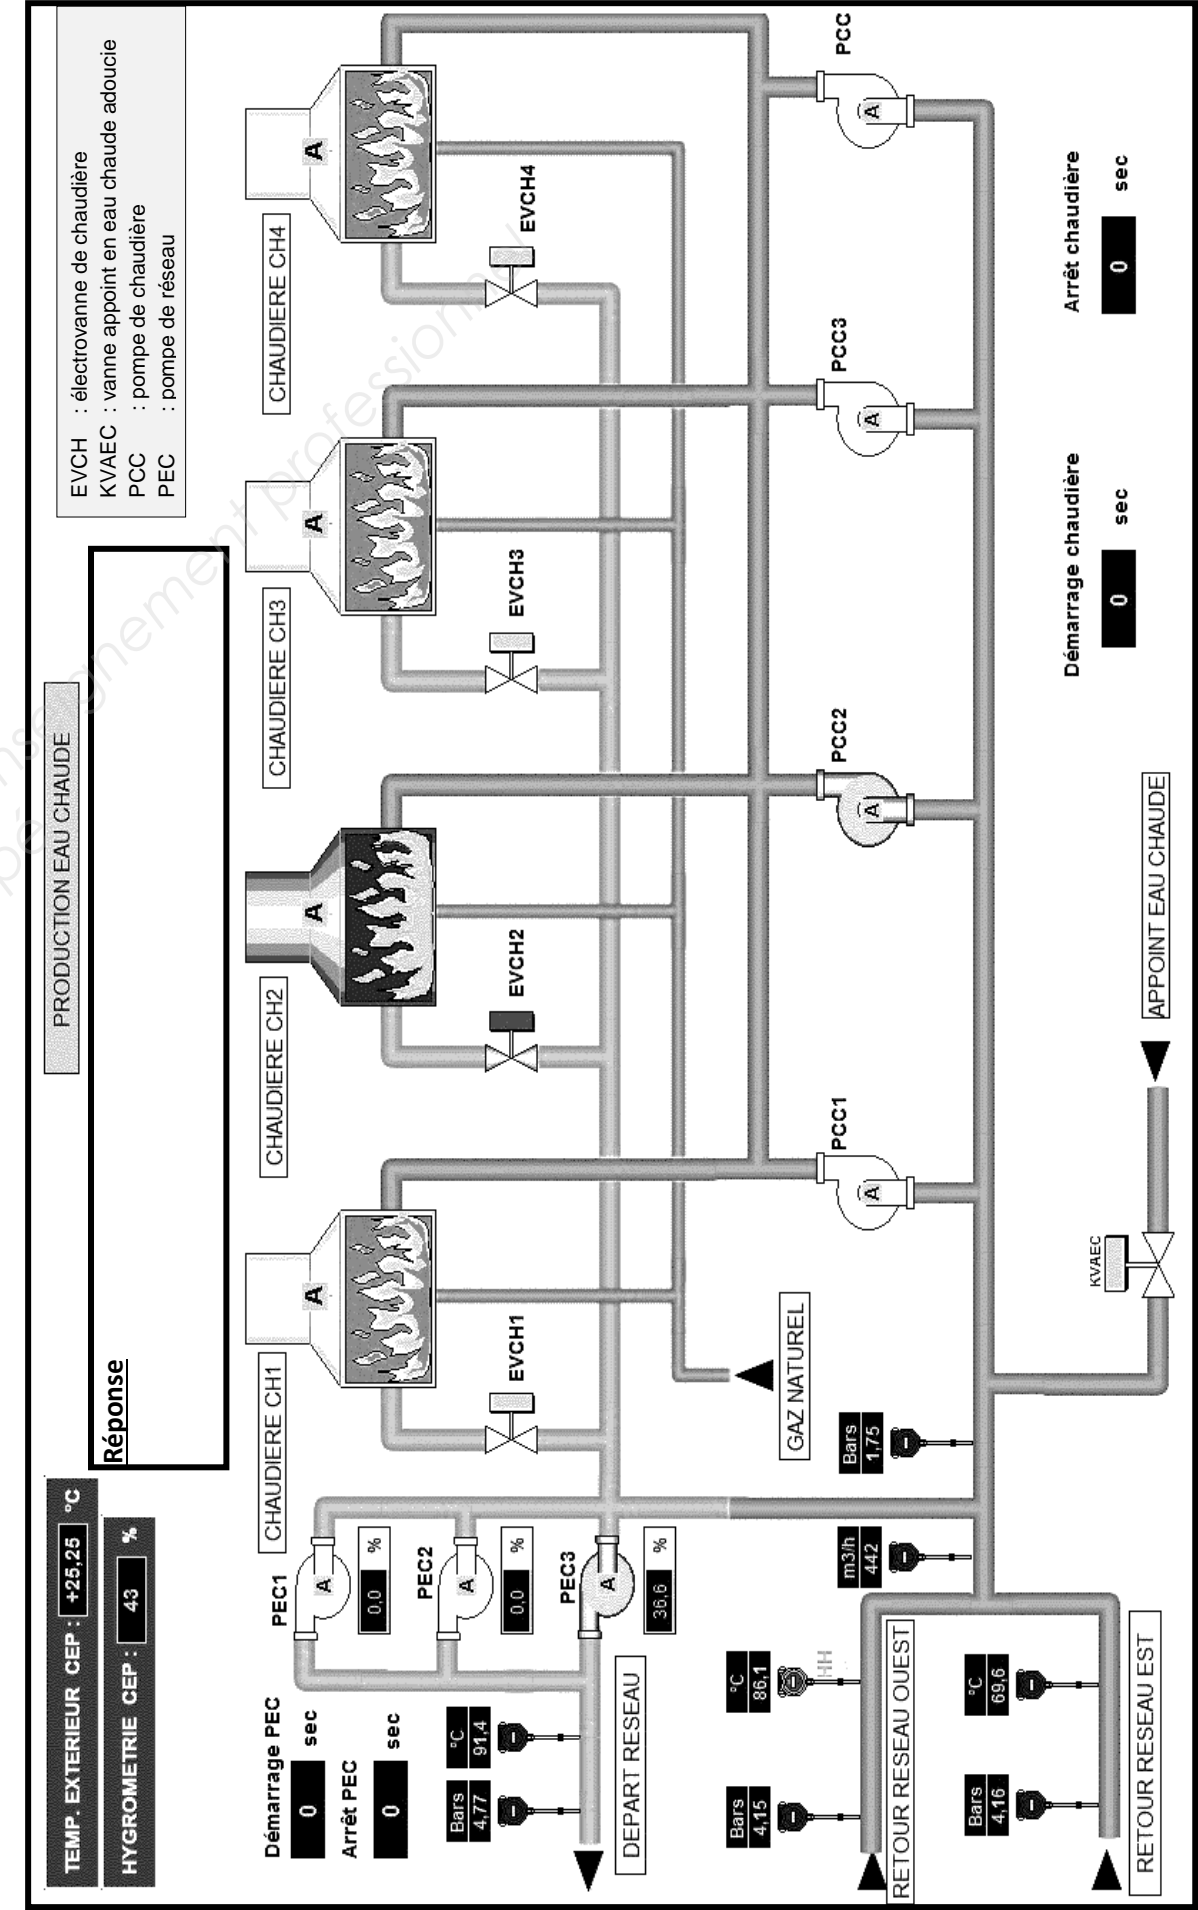 PRODUCTION EAU CHAUDE
TEMP. EXTERIEUR CEP : +25,25 °C
HYGROMETRIE CEP : 43 %
Réponse
EVCH : électrovanne de chaudière
KVAEC : vanne appoint en eau chaude adoucie
PCC : pompe de chaudière
PEC : pompe de réseau
CHAUDIERE CH1
CHAUDIERE CH2
CHAUDIERE CH3
CHAUDIERE CH4
A
A
A
A
EVCH1
EVCH2
EVCH3
EVCH4
Démarrage PEC
0 sec
Arrêt PEC
0 sec
PEC1
A
0,0 %
PEC2
A
0,0 %
PEC3
A
36,6 %
Bars
4,77
°C
91,4
DEPART RESEAU
GAZ NATUREL
PCC1
A
PCC2
A
PCC3
A
PCC
A
Bars
4,15
°C
86,1
HH
RETOUR RESEAU OUEST
m3/h
442
Bars
1,75
Bars
4,16
°C
69,6
RETOUR RESEAU EST
KVAEC
APPOINT EAU CHAUDE
Démarrage chaudière
0 sec
Arrêt chaudière
0 sec
enseignement professionnel